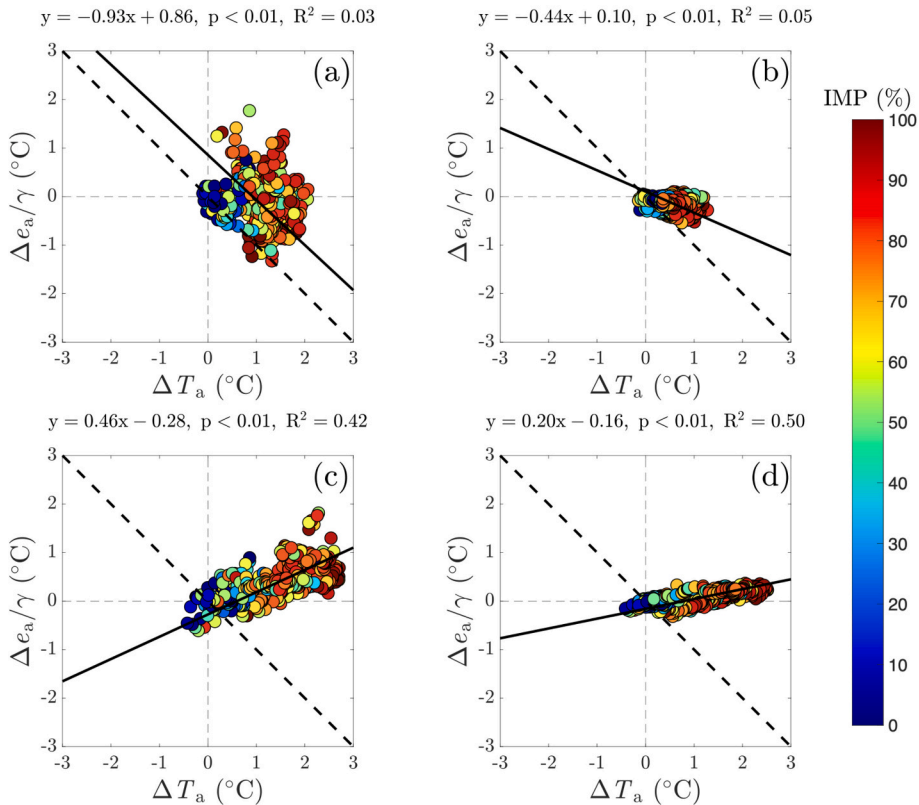 y = −0.93x + 0.86, p < 0.01, R² = 0.03
y = −0.44x + 0.10, p < 0.01, R² = 0.05
(a)
(b)
3
2
1
0
-1
-2
-3
-3 -2 -1 0 1 2 3
Δe_a/γ (°C)
ΔT_a (°C)
3
2
1
0
-1
-2
-3
-3 -2 -1 0 1 2 3
Δe_a/γ (°C)
ΔT_a (°C)
y = 0.46x − 0.28, p < 0.01, R² = 0.42
y = 0.20x − 0.16, p < 0.01, R² = 0.50
(c)
(d)
3
2
1
0
-1
-2
-3
-3 -2 -1 0 1 2 3
Δe_a/γ (°C)
ΔT_a (°C)
3
2
1
0
-1
-2
-3
-3 -2 -1 0 1 2 3
Δe_a/γ (°C)
ΔT_a (°C)
IMP (%)
100
90
80
70
60
50
40
30
20
10
0